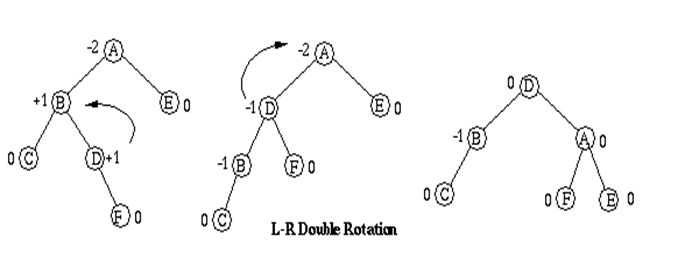 -2 A
-2 A
0 D
+1 B
E 0
-1 D
E 0
-1 B
A 0
0 C
D +1
-1 B
F 0
0 C
0 F
E 0
F 0
0 C
L-R Double Rotation